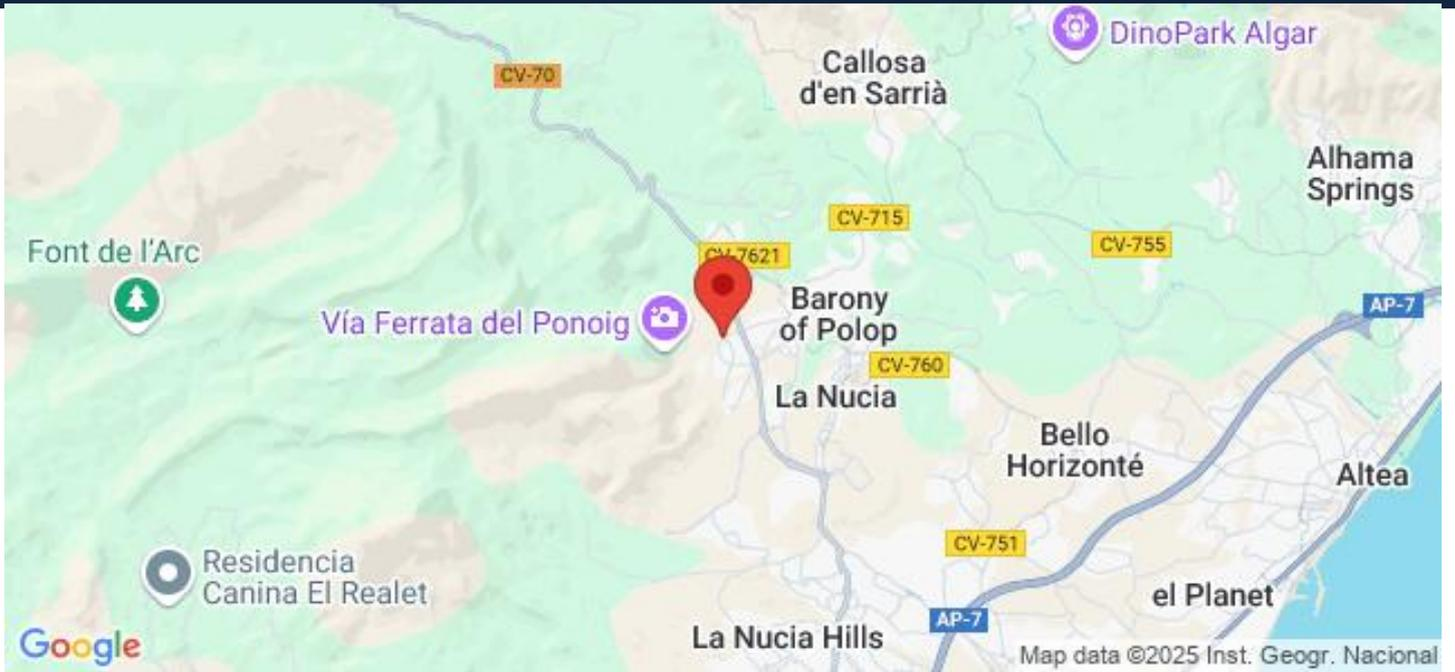 DinoPark Algar
Callosa
d'en Sarrià
CV-70
Alhama
Springs
CV-715
CV-755
Font de l'Arc
CV-7621
Barony
of Polop
AP-7
Vía Ferrata del Ponoig
CV-760
La Nucia
Bello
Horizonté
Altea
CV-751
Residencia
Canina El Realet
el Planet
AP-7
La Nucia Hills
Google
Map data ©2025 Inst. Geogr. Nacional